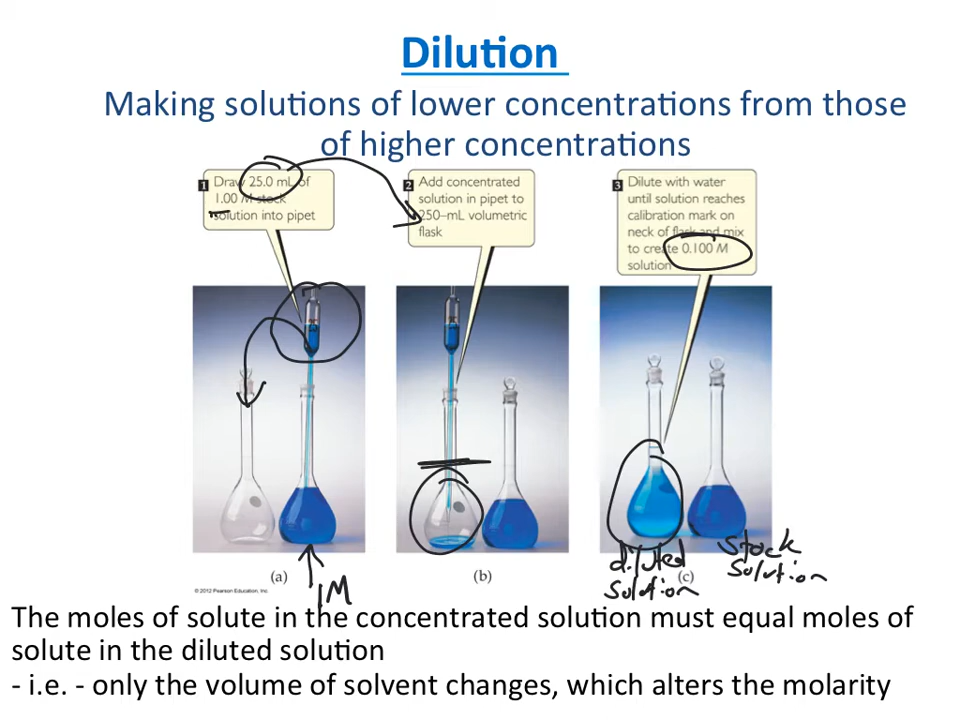 Dilution
Making solutions of lower concentrations from those
of higher concentrations
1 Draw 25.0 mL of
1.00 M stock
solution into pipet
2 Add concentrated
solution in pipet to
250–mL volumetric
flask
3 Dilute with water
until solution reaches
calibration mark on
neck of flask and mix
to create 0.100 M
solution
diluted
solution
stock
solution
(a)
(b)
(c)
© 2012 Pearson Education, Inc.
1M
The moles of solute in the concentrated solution must equal moles of
solute in the diluted solution
- i.e. - only the volume of solvent changes, which alters the molarity